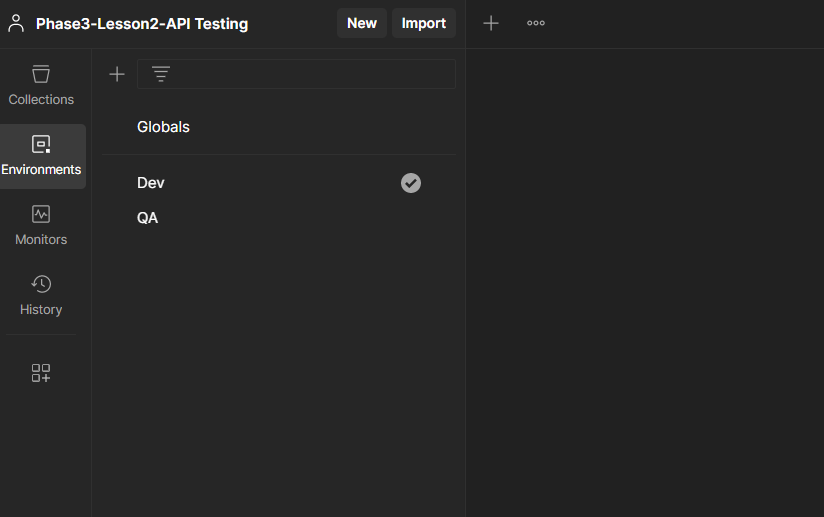 Phase3-Lesson2-API Testing
New
Import
Collections
Environments
Monitors
History
Globals
Dev
QA